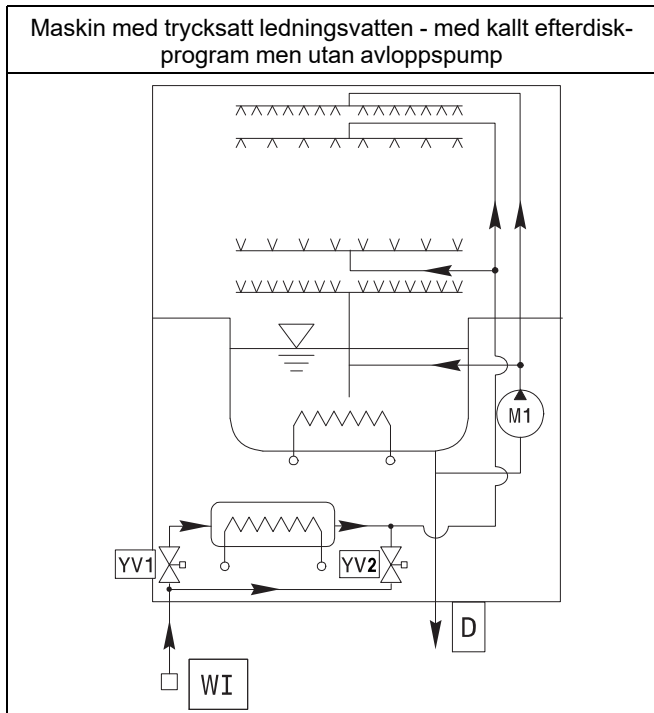 Maskin med trycksatt ledningsvatten - med kallt efterdisk-
program men utan avloppspump
M1
YV1
YV2
D
WI